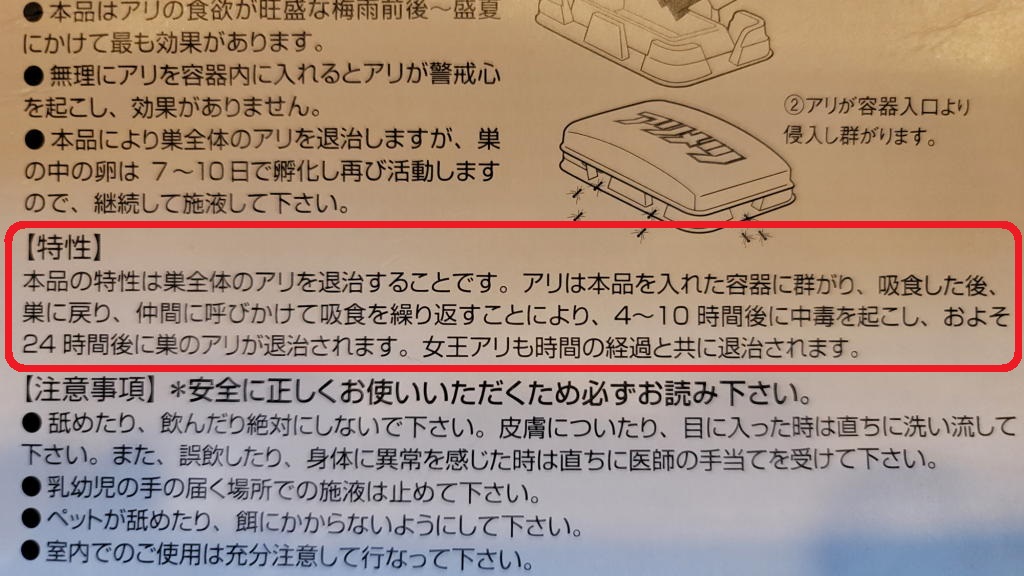 ●本品はアリの食欲が旺盛な梅雨前後～盛夏
にかけて最も効果があります。
●無理にアリを容器内に入れるとアリが警戒心
を起こし、効果がありません。
●本品により巣全体のアリを退治しますが、巣
の中の卵は 7～10日で孵化し再び活動します
ので、継続して施液して下さい。
アリメツ
②アリが容器入口より
侵入し群がります。
【特性】
本品の特性は巣全体のアリを退治することです。アリは本品を入れた容器に群がり、吸食した後、
巣に戻り、仲間に呼びかけて吸食を繰り返すことにより、4～10 時間後に中毒を起こし、およそ
24 時間後に巣のアリが退治されます。女王アリも時間の経過と共に退治されます。
【注意事項】＊安全に正しくお使いいただくため必ずお読み下さい。
●舐めたり、飲んだり絶対にしないで下さい。皮膚についたり、目に入った時は直ちに洗い流して
下さい。また、誤飲したり、身体に異常を感じた時は直ちに医師の手当てを受けて下さい。
●乳幼児の手の届く場所での施液は止めて下さい。
●ペットが舐めたり、餌にかからないようにして下さい。
●室内でのご使用は充分注意して行なって下さい。